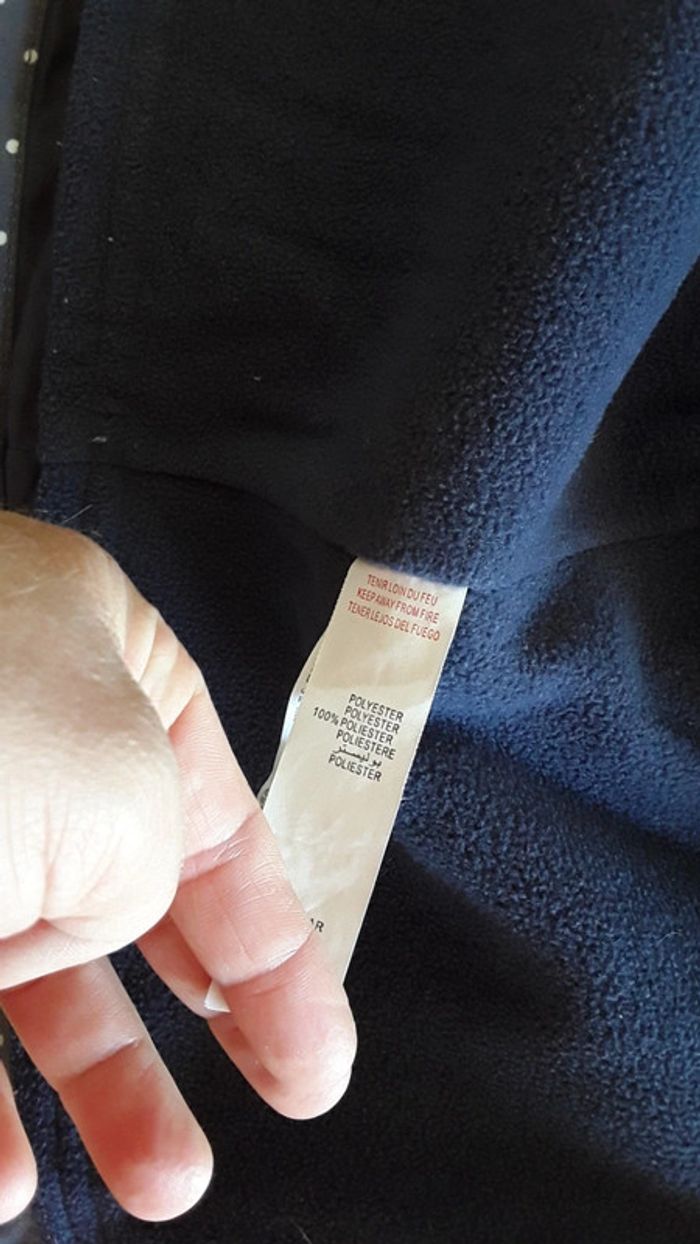 TENIR LOIN DU FEU
KEEP AWAY FROM FIRE
TENER LEJOS DEL FUEGO
POLYESTER
POLYESTER
100% POLIESTER
POLIESTERE
بوليستر
POLIESTER